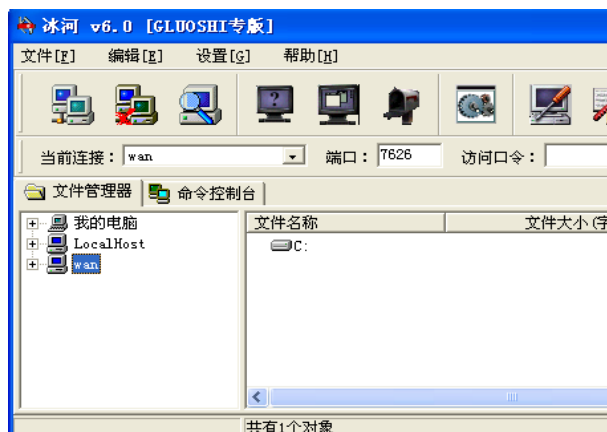 冰河 v6.0 [GLUOSHI专版]
文件[F] 编辑[E] 设置[G] 帮助[H]
当前连接： wan 端口： 7626 访问口令：
文件管理器 命令控制台
我的电脑 文件名称 文件大小(字
LocalHost C:
wan
共有1个对象